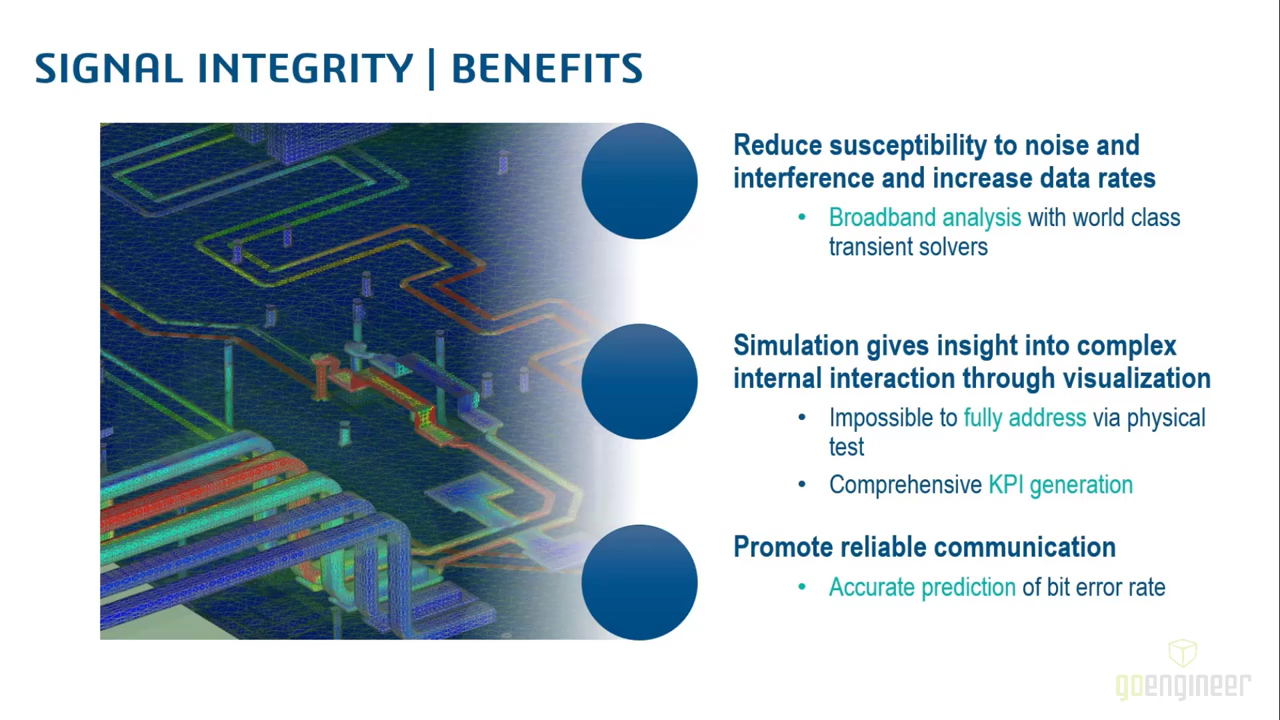 SIGNAL INTEGRITY | BENEFITS
Reduce susceptibility to noise and
interference and increase data rates
• Broadband analysis with world class
transient solvers
Simulation gives insight into complex
internal interaction through visualization
• Impossible to fully address via physical
test
• Comprehensive KPI generation
Promote reliable communication
• Accurate prediction of bit error rate
goengineer